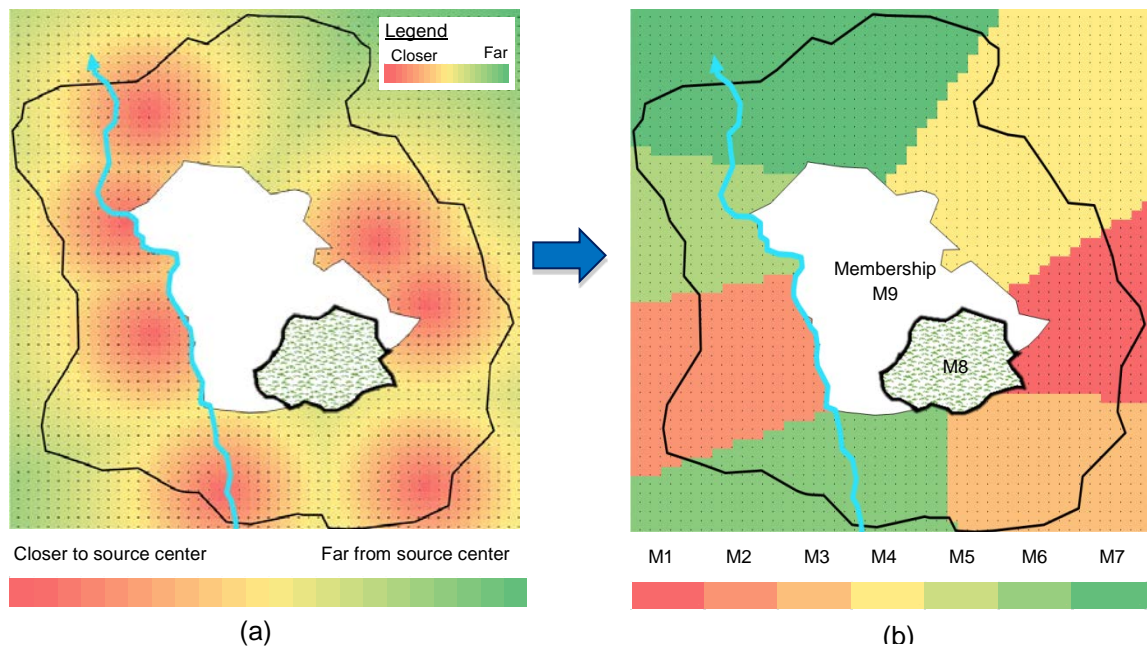 Legend
Closer Far
Membership
M9
M8
Closer to source center Far from source center
M1 M2 M3 M4 M5 M6 M7
(a)
(b)